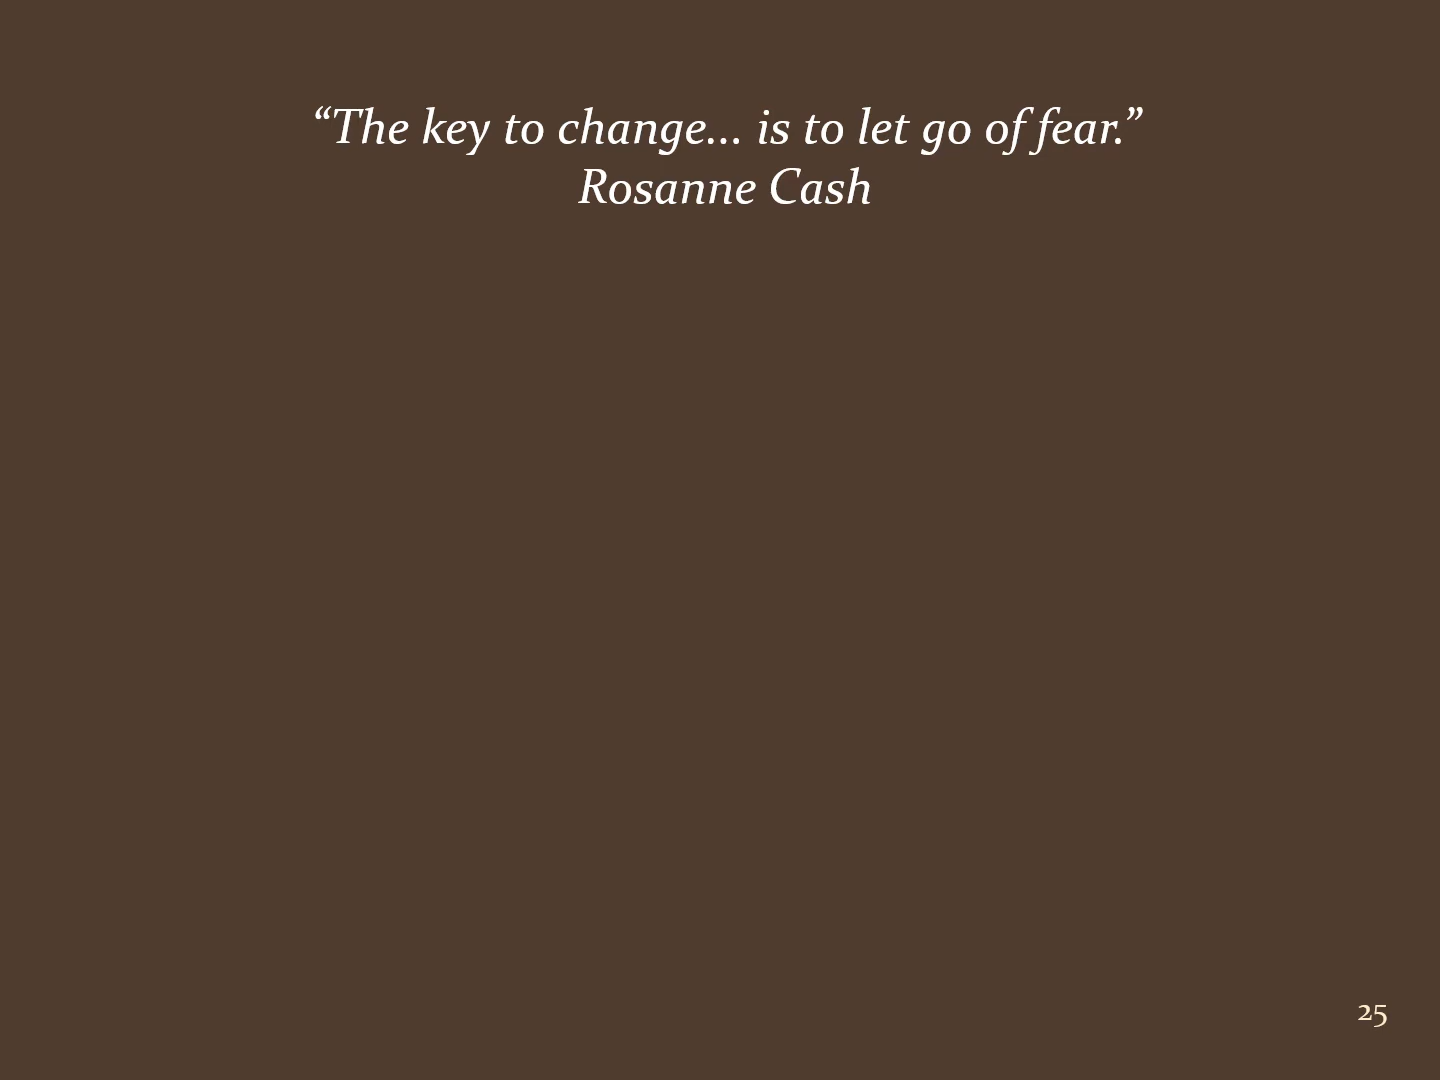 “The key to change… is to let go of fear.”
Rosanne Cash
25